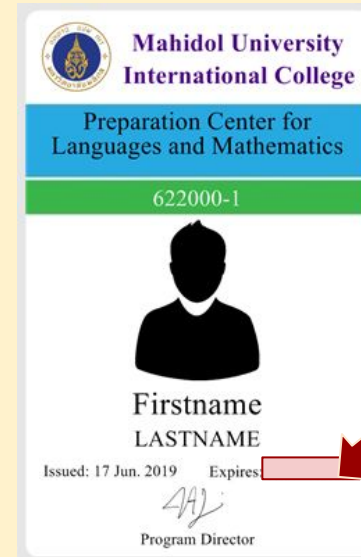 Mahidol University
International College
Preparation Center for
Languages and Mathematics
622000-1
Firstname
LASTNAME
Issued: 17 Jun. 2019 Expires:
Program Director